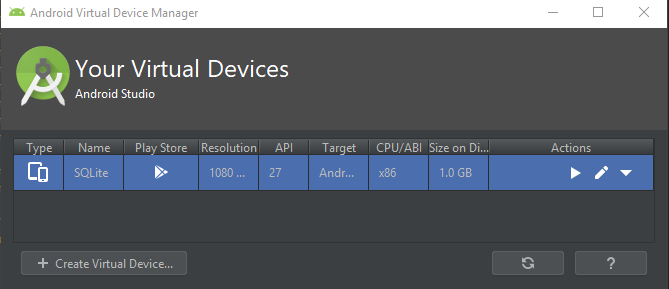 Android Virtual Device Manager
Your Virtual Devices
Android Studio
Type Name Play Store Resolution API Target CPU/ABI Size on Di... Actions
SQLite 1080 ... 27 Andr... x86 1.0 GB
+ Create Virtual Device... ?